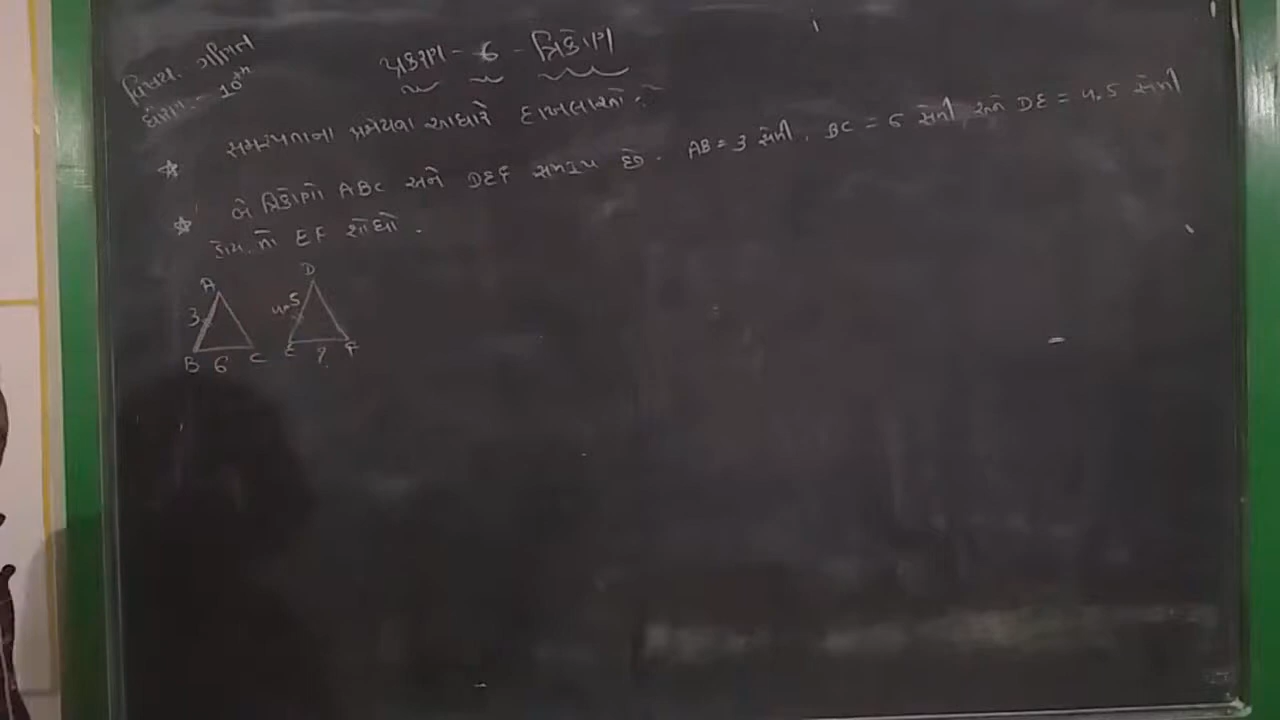 વિષય. ગણિત
ધોરણ.- 10th
પ્રકરણ - 6 - ત્રિકોણ
સમરૂપતાના પ્રમેયના આધારે દાખલાઓ :-
બે ત્રિકોણો ABC અને DEF સમરૂપ છે. AB = 3 સેમી, BC = 6 સેમી અને DE = 4.5 સેમી
હોય તો EF શોધો.
A D
3 4.5
B 6 C E ? F